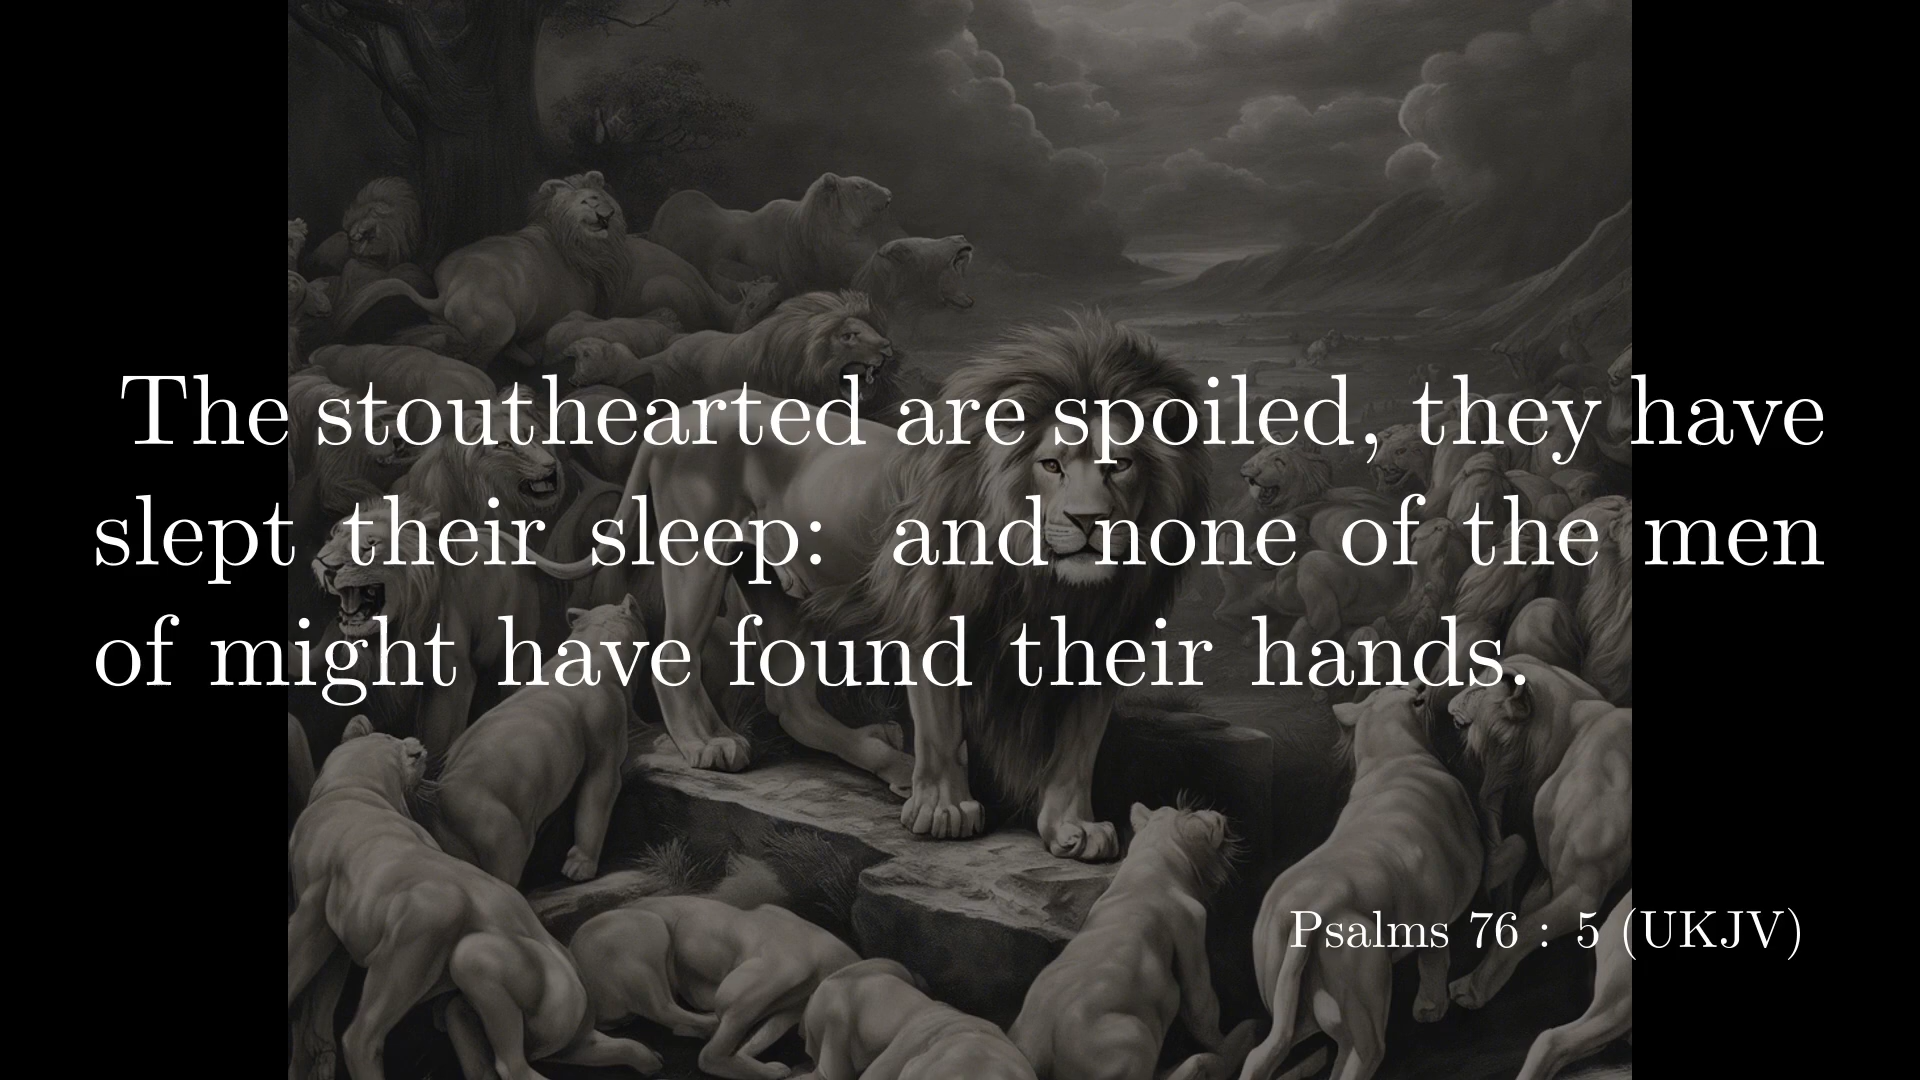 The stouthearted are spoiled, they have
slept their sleep: and none of the men
of might have found their hands.
Psalms 76 : 5 (UKJV)